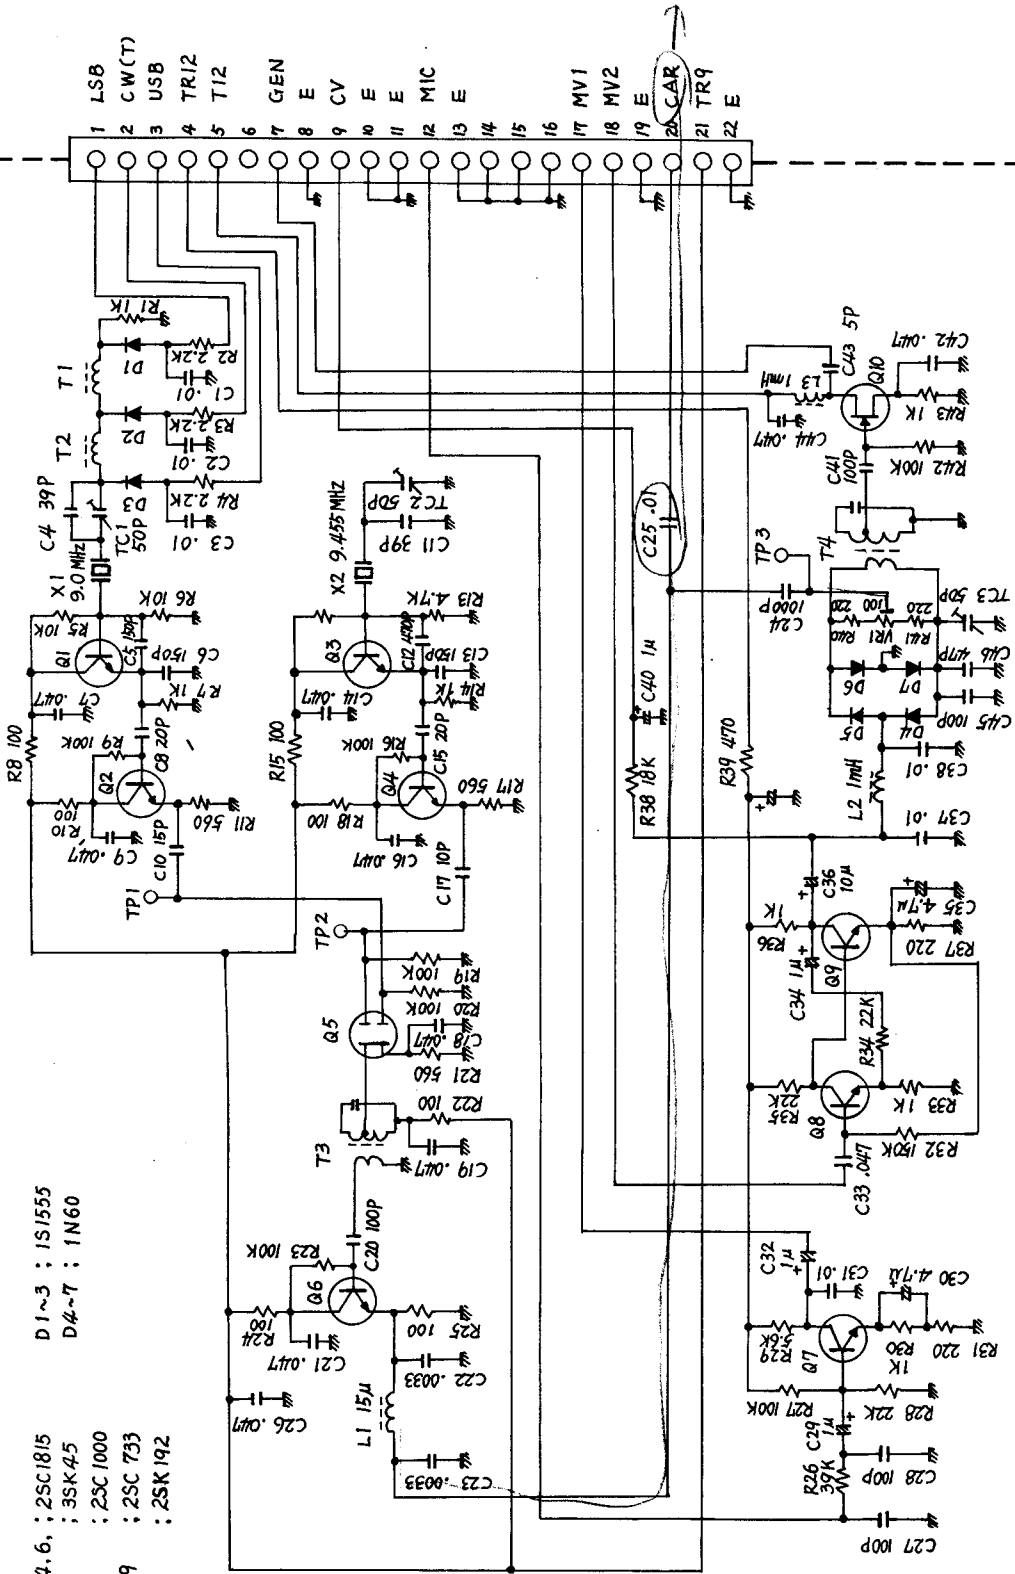 1 LSB
2 CW(T)
3 USB
4 TR12
5 T12
6
7 GEN
8 E
9 CV
10 E
11 E
12 MIC
13 E
14
15
16
17 MV1
18 MV2
19 E
20 CAR
21 TR9
22 E
R1 1K
T1
D1
R2 2.2K
C1 .01
T2
D2
R3 2.2K
C2 .01
C4 39P
TC1
50P
D3
R4 2.2K
C3 .01
X1
9.0 MHz
R5 10K
R6 10K
Q1
C5 150P
C6 150P
C7 .047
R7 1K
R8 100
R9 100K
C8 20P
Q2
R10
100
C9 .047
C10 15P
R11 560
TP1
X2 9.455 MHz
TC2
50P
C11 39P
Q3
R13 4.7K
C12 470P
C13 150P
C14 .047
R14 1K
R15 100
R16 100K
C15 20P
Q4
R18 100
C16 .047
C17 10P
R17 560
TP2
R19
100K
R20
100K
Q5
C18 .047
R21 560
R22 100
T3
C19 .047
C20 100P
R23 100K
Q6
R24
100
C21 .047
R25
100
C22 .0033
L1 15μ
C23 .0033
C26 .047
D1~3 ; 1S1555
D4~7 ; 1N60
4.6, ; 2SC1815
; 3SK45
; 2SC1000
9 ; 2SC733
; 2SK192
C43 5P
L3 1mH
C44 .047
Q10
C42 .047
R43
1K
R42 100K
C41
100P
T4
TP3
C25 .01
C24
1000P
R40
220
VR1
100
R41
220
TC3
50P
D6
D7
D5
D4
C46 47P
C45
100P
C38 .01
L2 1mH
C37 .01
C40 1μ
R38 18K
R39 470
C36
10μ
R36
1K
C35 4.7μ
R37 220
Q9
C34 1μ
R34 22K
R35
22K
Q8
R33
1K
R32 150K
C33 .047
C32
1μ
C31 .01
C30 4.7μ
R29
5.6K
Q7
R30
1K
R31 220
R27 100K
R28
22K
C29
1μ
R26
39K
C28 100P
C27 100P